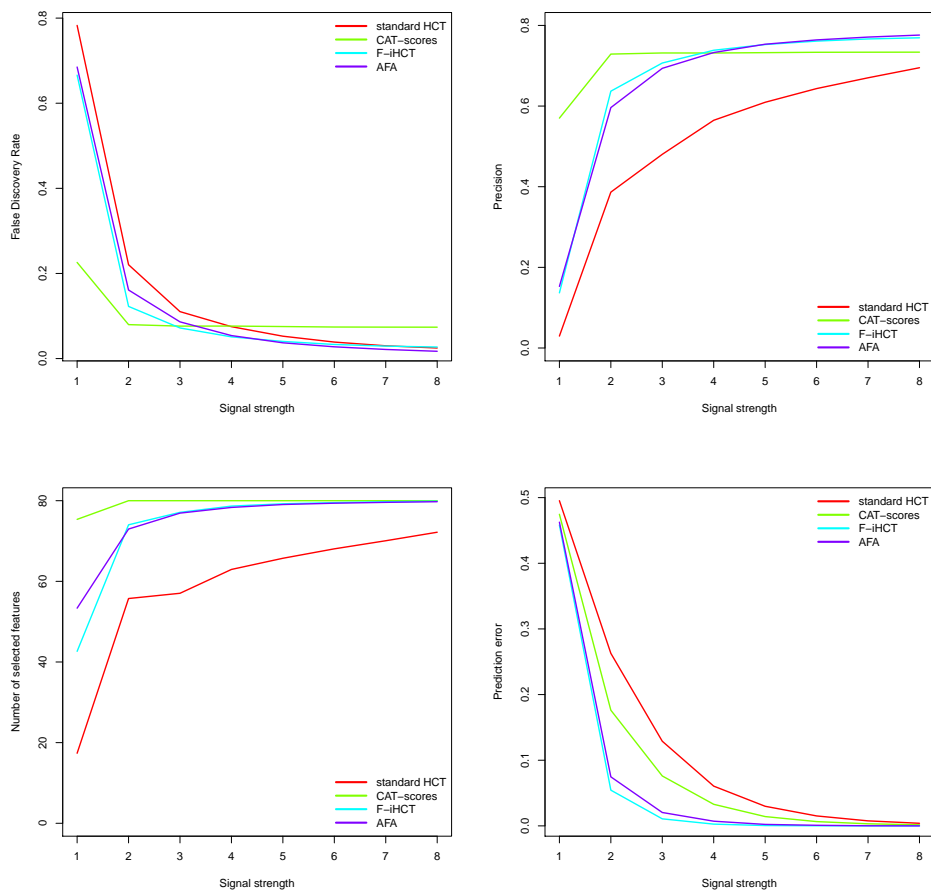 standard HCT
CAT−scores
F−iHCT
AFA
0.8
0.6
0.4
0.2
0.0
False Discovery Rate
1 2 3 4 5 6 7 8
Signal strength
0.8
0.6
0.4
0.2
0.0
Precision
standard HCT
CAT−scores
F−iHCT
AFA
1 2 3 4 5 6 7 8
Signal strength
80
60
40
20
0
Number of selected features
standard HCT
CAT−scores
F−iHCT
AFA
1 2 3 4 5 6 7 8
Signal strength
standard HCT
CAT−scores
F−iHCT
AFA
0.5
0.4
0.3
0.2
0.1
0.0
Prediction error
1 2 3 4 5 6 7 8
Signal strength